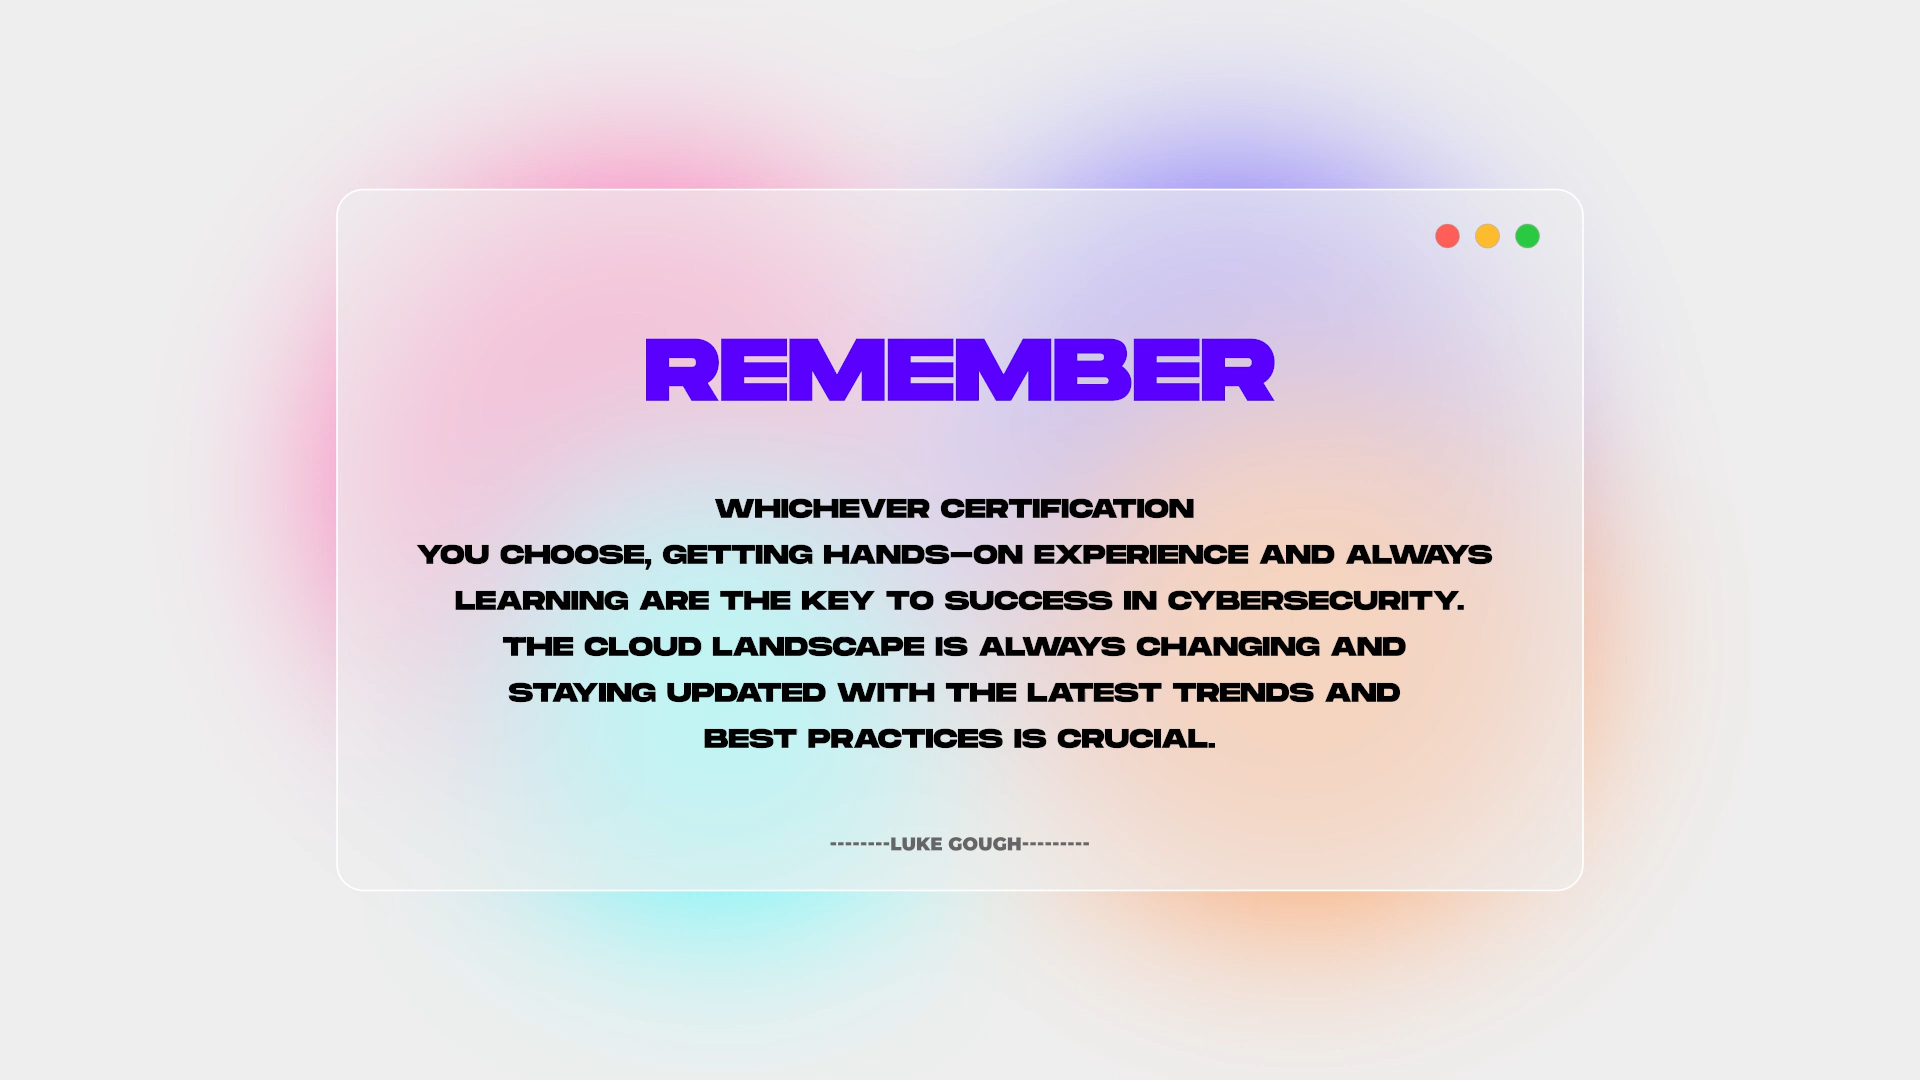 REMEMBER
WHICHEVER CERTIFICATION
YOU CHOOSE, GETTING HANDS-ON EXPERIENCE AND ALWAYS
LEARNING ARE THE KEY TO SUCCESS IN CYBERSECURITY.
THE CLOUD LANDSCAPE IS ALWAYS CHANGING AND
STAYING UPDATED WITH THE LATEST TRENDS AND
BEST PRACTICES IS CRUCIAL.
--------LUKE GOUGH---------